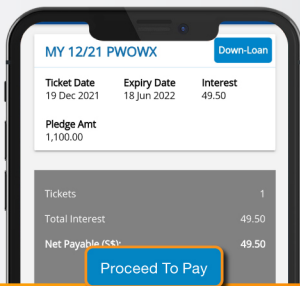 MY 12/21 PWOWX Down-Loan
Ticket Date Expiry Date Interest
19 Dec 2021 18 Jun 2022 49.50
Pledge Amt
1,100.00
Tickets 1
Total Interest 49.50
Net Payable (S$): 49.50
Proceed To Pay